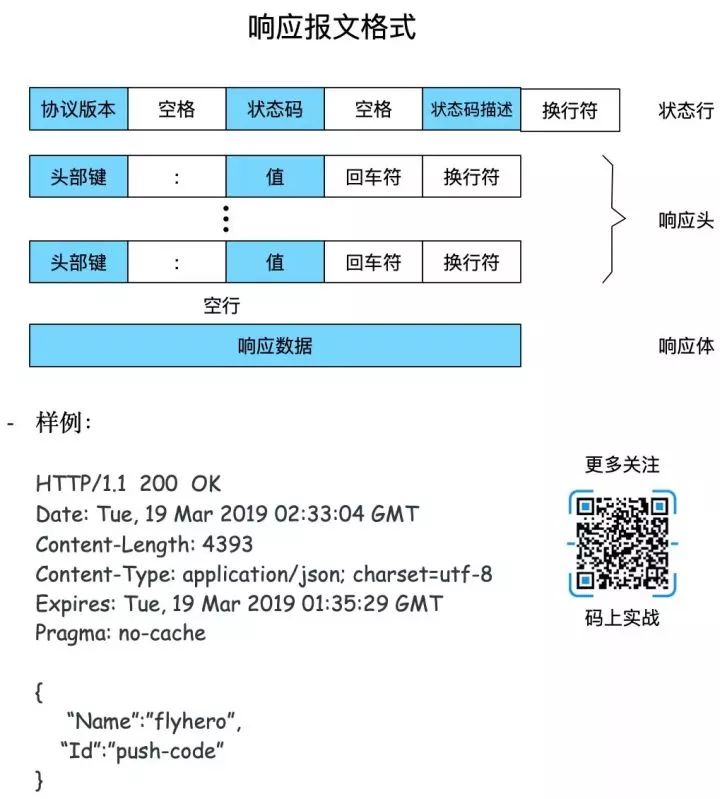 响应报文格式
协议版本 空格 状态码 空格 状态码描述 换行符 状态行
头部键 : 值 回车符 换行符
响应头
头部键 : 值 回车符 换行符
空行
响应数据 响应体
- 样例:
更多关注
HTTP/1.1 200 OK
Date: Tue, 19 Mar 2019 02:33:04 GMT
Content-Length: 4393
Content-Type: application/json; charset=utf-8
Expires: Tue, 19 Mar 2019 01:35:29 GMT
Pragma: no-cache
码上实战
{
“Name”:”flyhero”,
“Id”:”push-code”
}